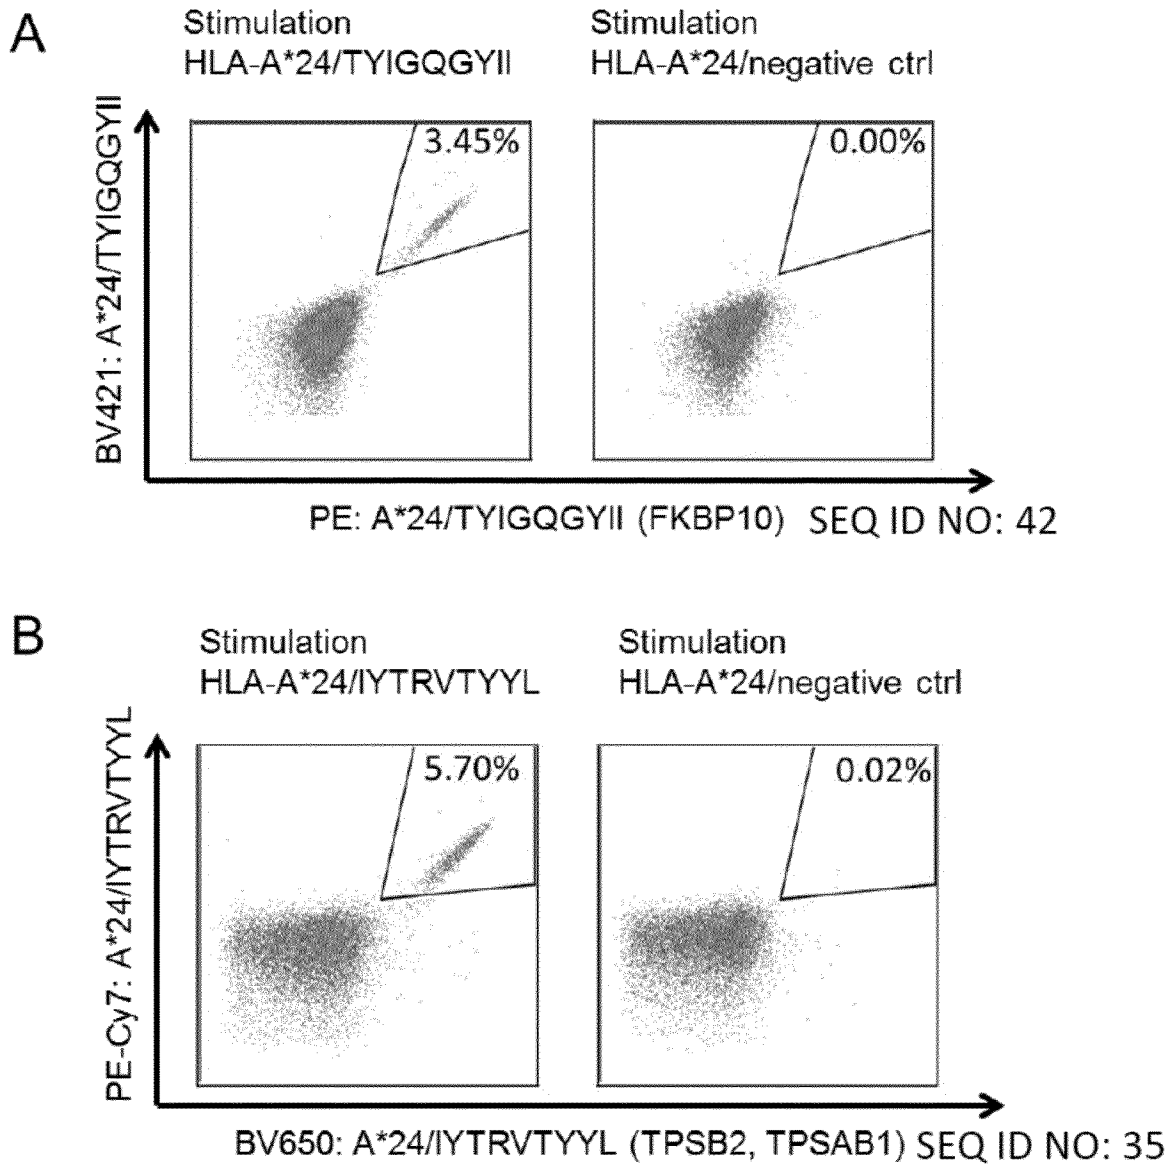 A
Stimulation
HLA-A*24/TYIGQGYII
Stimulation
HLA-A*24/negative ctrl
3.45%
0.00%
BV421: A*24/TYIGQGYII
PE: A*24/TYIGQGYII (FKBP10) SEQ ID NO: 42
B
Stimulation
HLA-A*24/IYTRVTYYL
Stimulation
HLA-A*24/negative ctrl
5.70%
0.02%
PE-Cy7: A*24/IYTRVTYYL
BV650: A*24/IYTRVTYYL (TPSB2, TPSAB1) SEQ ID NO: 35